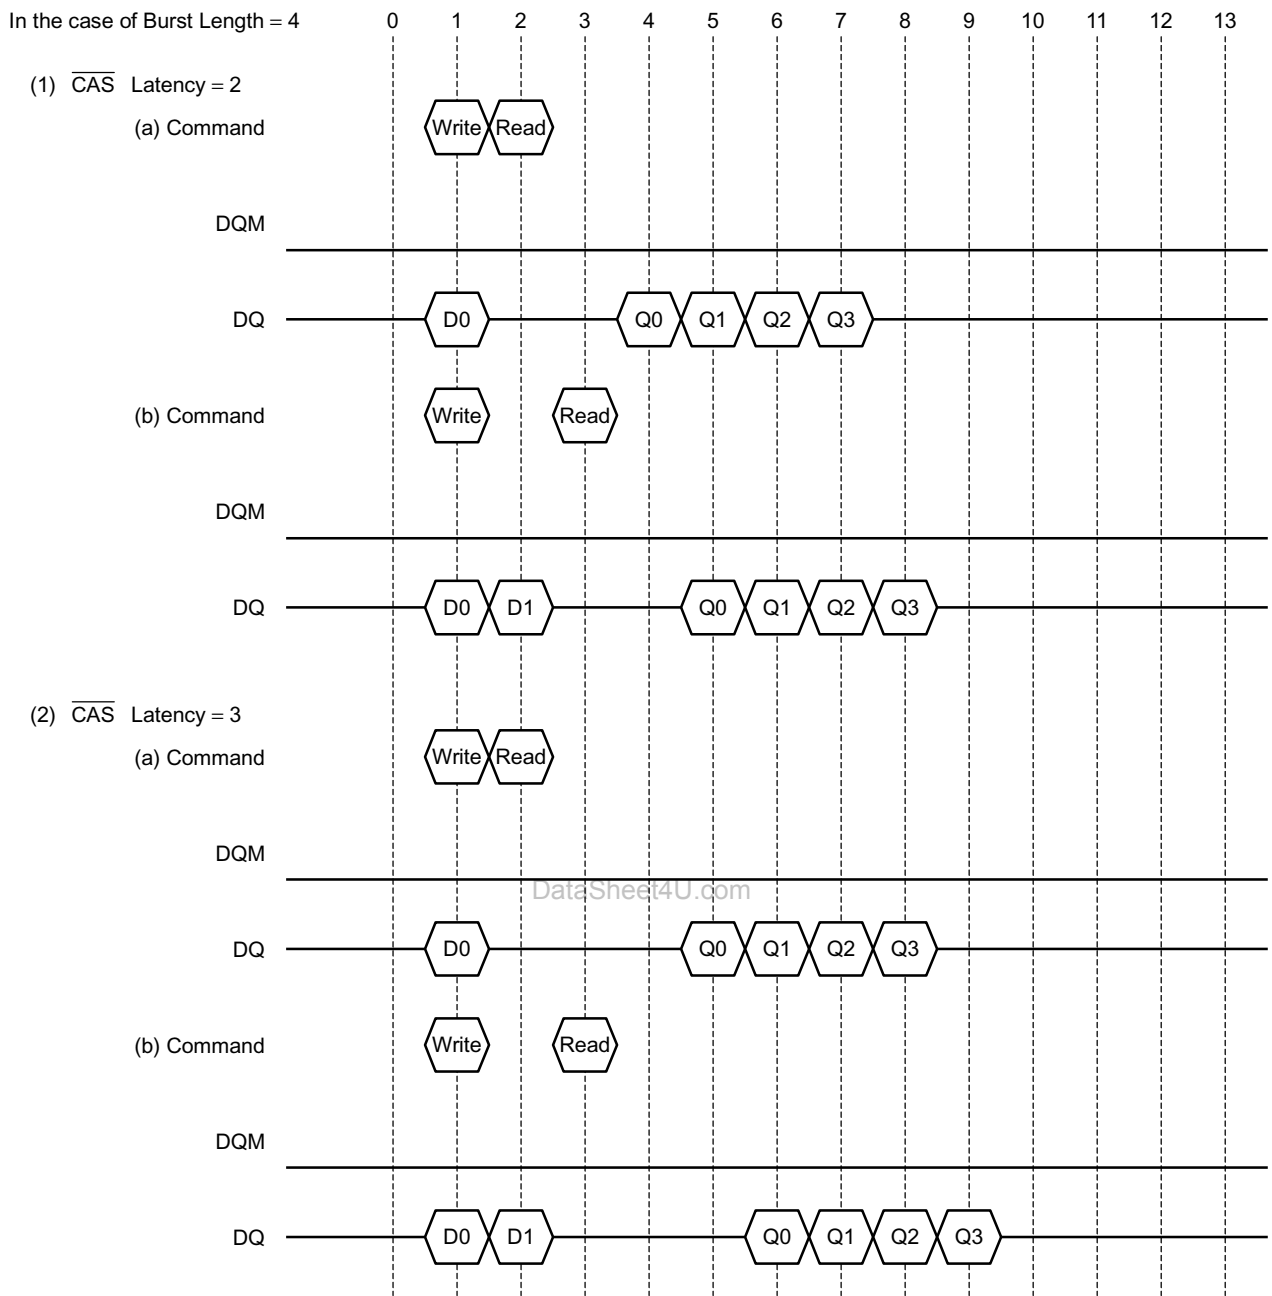 In the case of Burst Length = 4 0 1 2 3 4 5 6 7 8 9 10 11 12 13
(1) CAS Latency = 2
(a) Command Write Read
DQM
DQ D0 Q0 Q1 Q2 Q3
(b) Command Write Read
DQM
DQ D0 D1 Q0 Q1 Q2 Q3
(2) CAS Latency = 3
(a) Command Write Read
DQM
DataSheet4U.com
DQ D0 Q0 Q1 Q2 Q3
(b) Command Write Read
DQM
DQ D0 D1 Q0 Q1 Q2 Q3